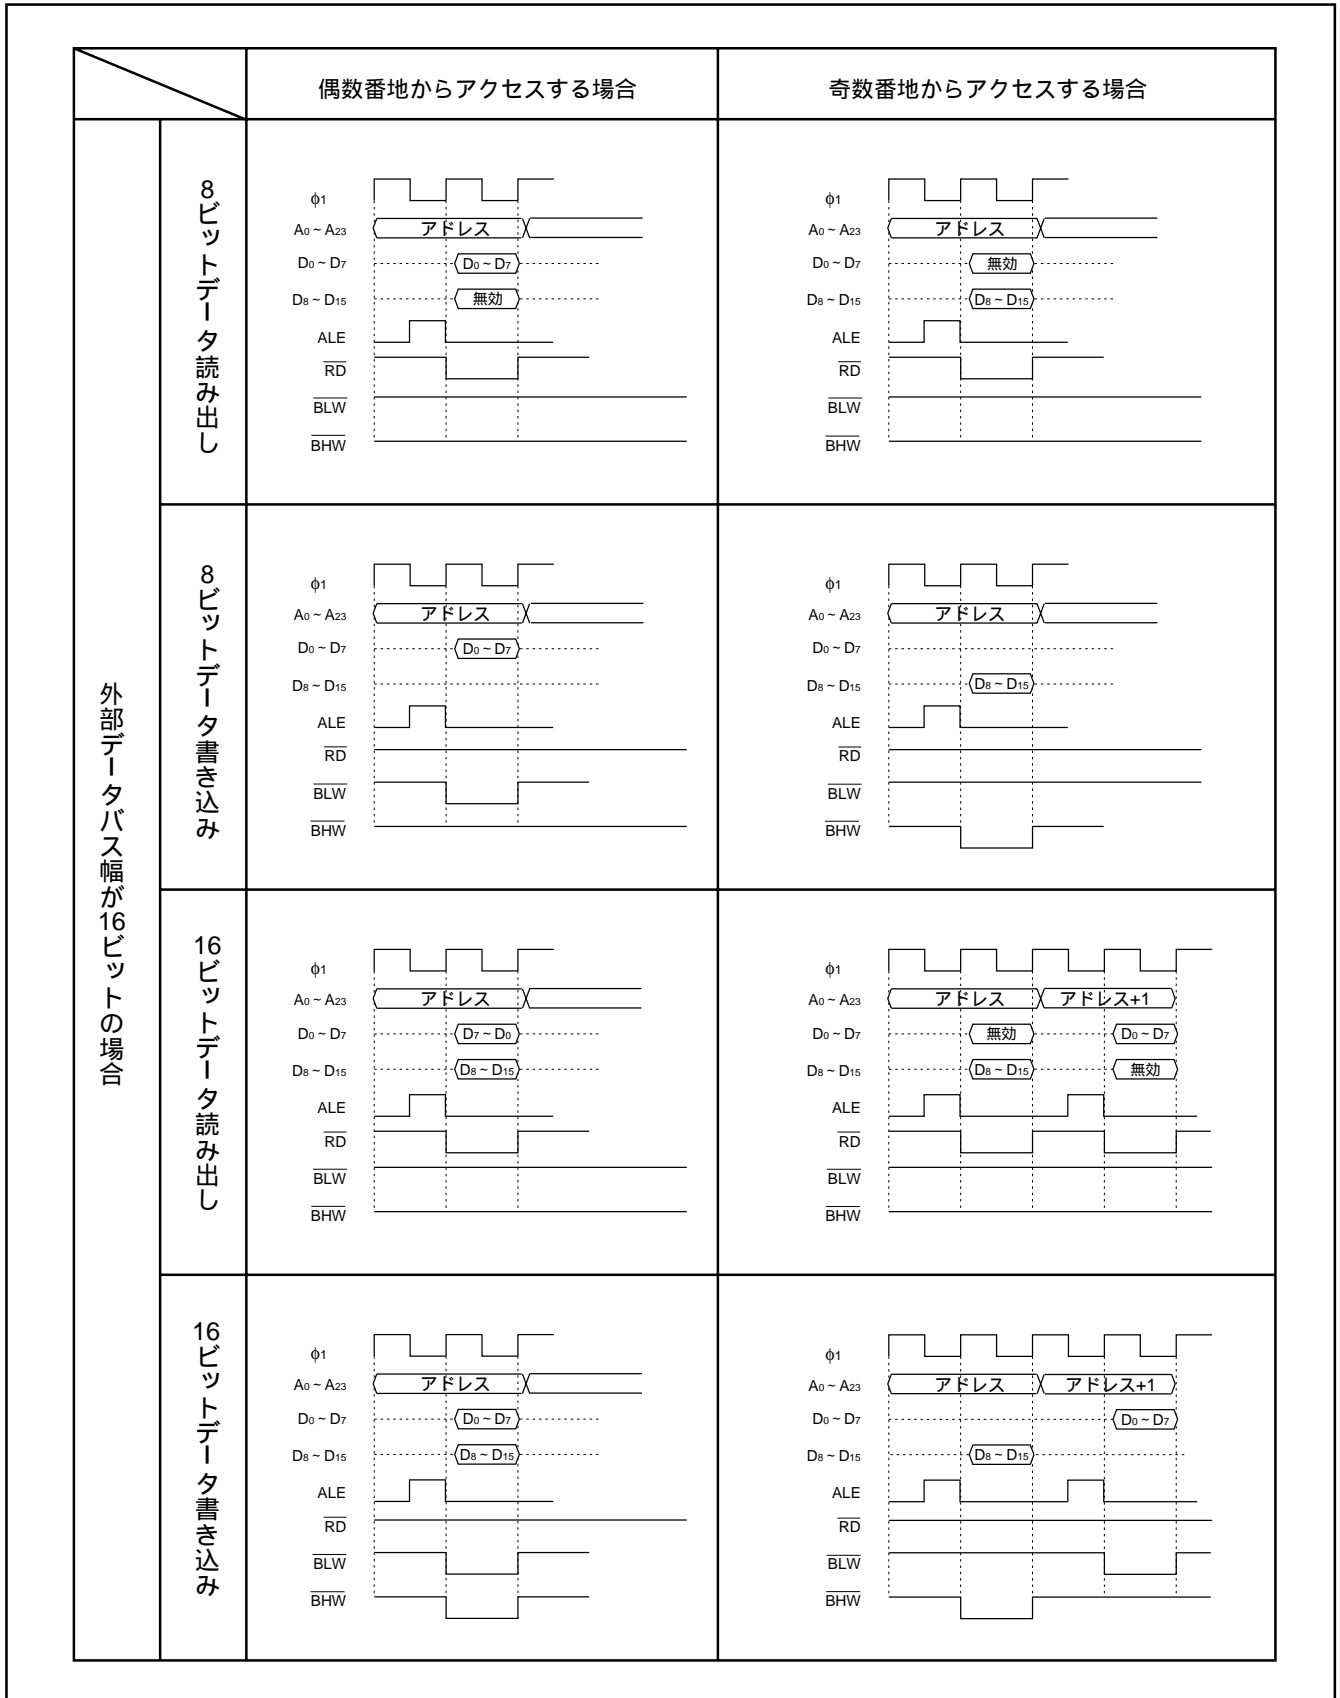 偶数番地からアクセスする場合
奇数番地からアクセスする場合
外部データバス幅が16ビットの場合
8ビットデータ読み出し
φ1
A0 ~ A23
アドレス
D0 ~ D7
D0 ~ D7
D8 ~ D15
無効
ALE
RD
BLW
BHW
φ1
A0 ~ A23
アドレス
D0 ~ D7
無効
D8 ~ D15
D8 ~ D15
ALE
RD
BLW
BHW
8ビットデータ書き込み
φ1
A0 ~ A23
アドレス
D0 ~ D7
D0 ~ D7
D8 ~ D15
ALE
RD
BLW
BHW
φ1
A0 ~ A23
アドレス
D0 ~ D7
D8 ~ D15
D8 ~ D15
ALE
RD
BLW
BHW
16ビットデータ読み出し
φ1
A0 ~ A23
アドレス
D0 ~ D7
D7 ~ D0
D8 ~ D15
D8 ~ D15
ALE
RD
BLW
BHW
φ1
A0 ~ A23
アドレス アドレス+1
D0 ~ D7
無効 D0 ~ D7
D8 ~ D15
D8 ~ D15 無効
ALE
RD
BLW
BHW
16ビットデータ書き込み
φ1
A0 ~ A23
アドレス
D0 ~ D7
D0 ~ D7
D8 ~ D15
D8 ~ D15
ALE
RD
BLW
BHW
φ1
A0 ~ A23
アドレス アドレス+1
D0 ~ D7
D0 ~ D7
D8 ~ D15
D8 ~ D15
ALE
RD
BLW
BHW